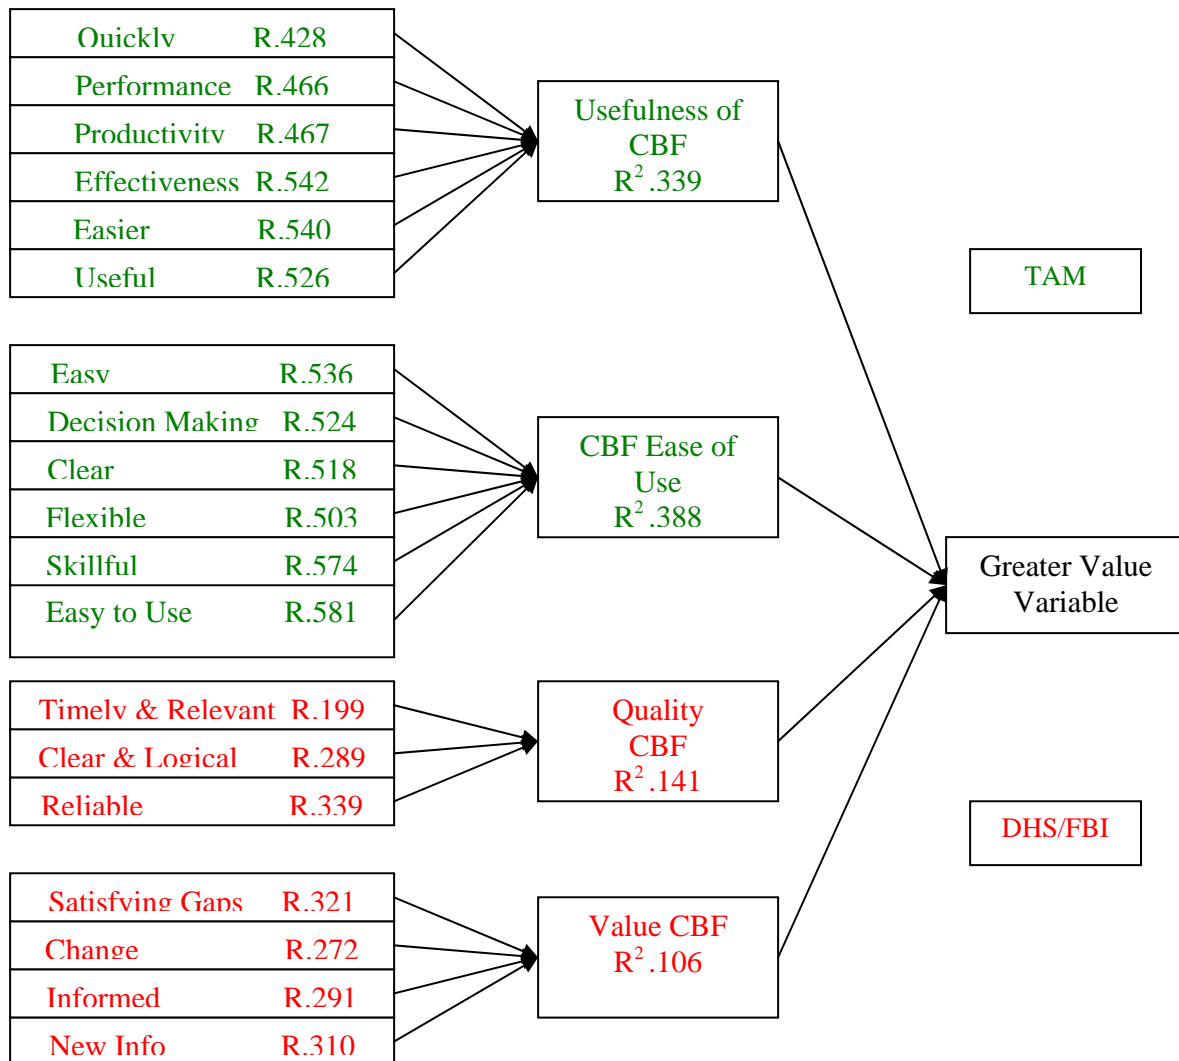 Quickly R.428
Performance R.466
Productivity R.467
Effectiveness R.542
Easier R.540
Useful R.526
Usefulness of
CBF
R² .339
TAM
Easy R.536
Decision Making R.524
Clear R.518
Flexible R.503
Skillful R.574
Easy to Use R.581
CBF Ease of
Use
R² .388
Greater Value
Variable
Timely & Relevant R.199
Clear & Logical R.289
Reliable R.339
Quality
CBF
R² .141
DHS/FBI
Satisfying Gaps R.321
Change R.272
Informed R.291
New Info R.310
Value CBF
R² .106